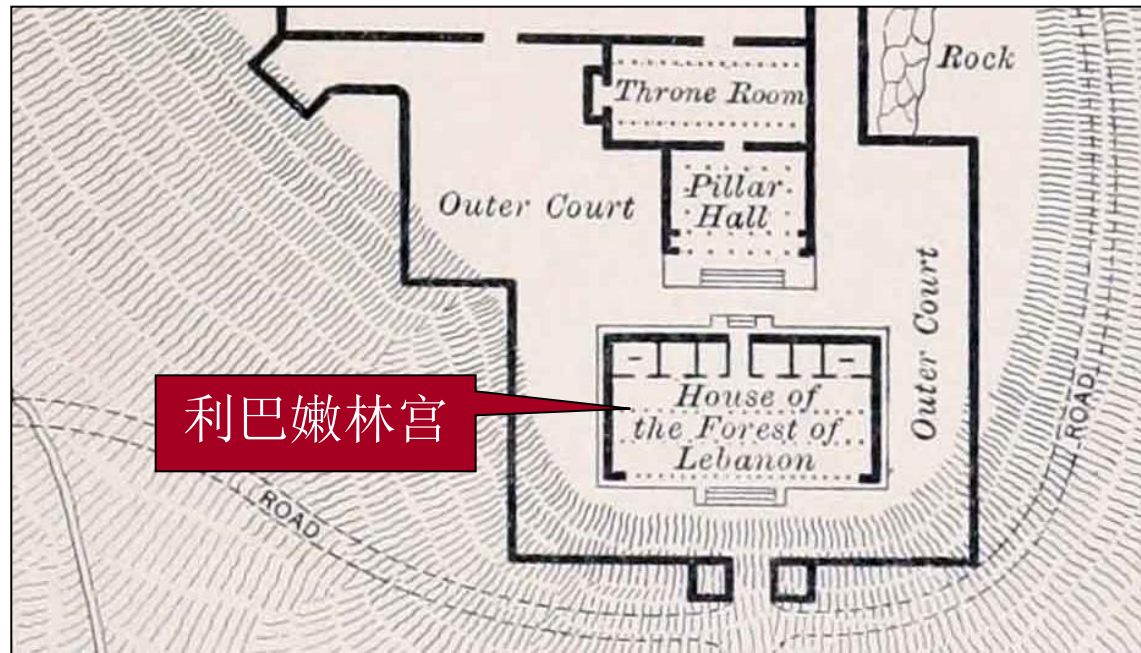 Rock
Throne Room
Pillar
Hall
Outer Court
Outer Court
利巴嫩林宫
House of
the Forest of
Lebanon
ROAD
ROAD